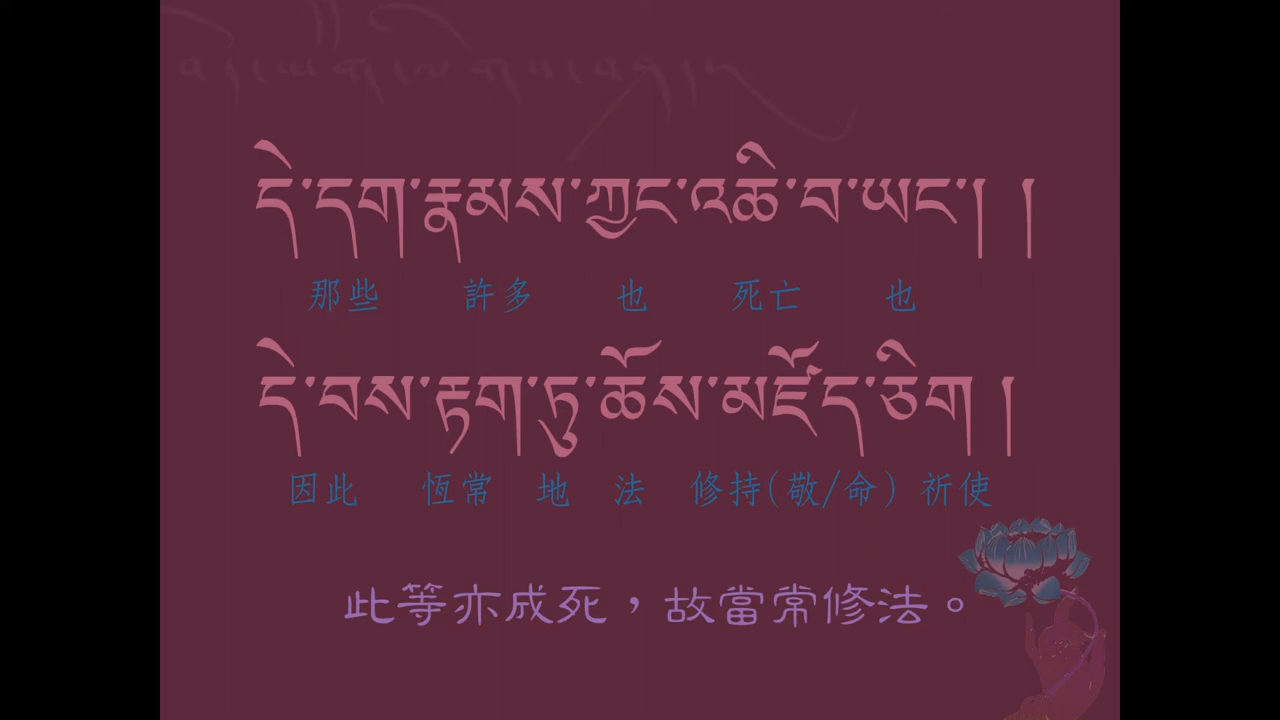 དེ་དག་རྣམས་ཀྱང་འཆི་བ་ཡང་། །
那些 許多 也 死亡 也
དེ་བས་རྟག་ཏུ་ཆོས་མཛོད་ཅིག །
因此 恆常 地 法 修持(敬/命) 祈使
此等亦成死，故當常修法。